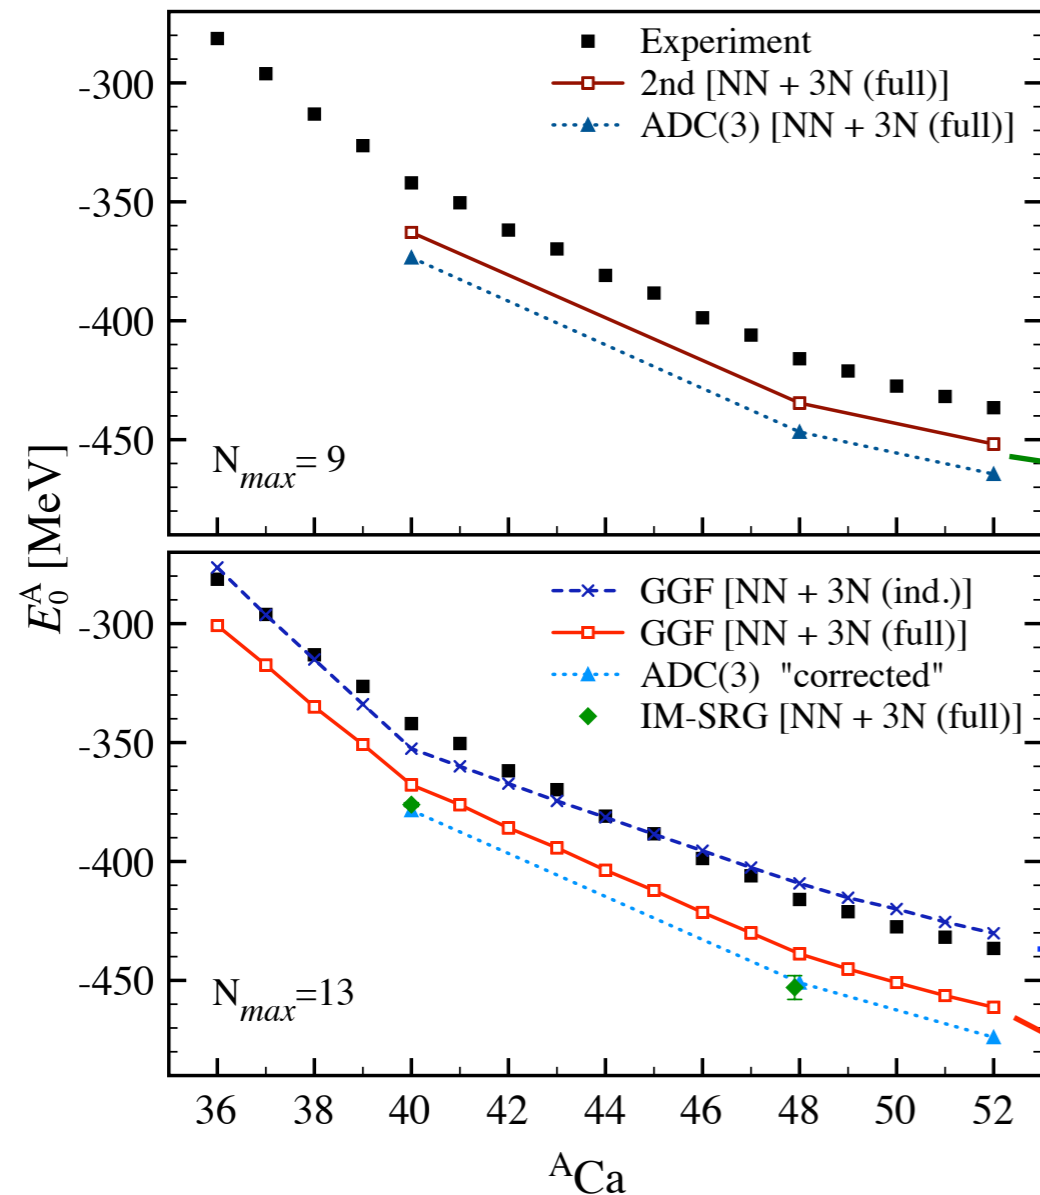 Experiment
2nd [NN + 3N (full)]
ADC(3) [NN + 3N (full)]
-300
-350
-400
-450
N_max= 9
E_0^A [MeV]
GGF [NN + 3N (ind.)]
GGF [NN + 3N (full)]
ADC(3) "corrected"
IM-SRG [NN + 3N (full)]
-300
-350
-400
-450
N_max=13
36 38 40 42 44 46 48 50 52
^ACa